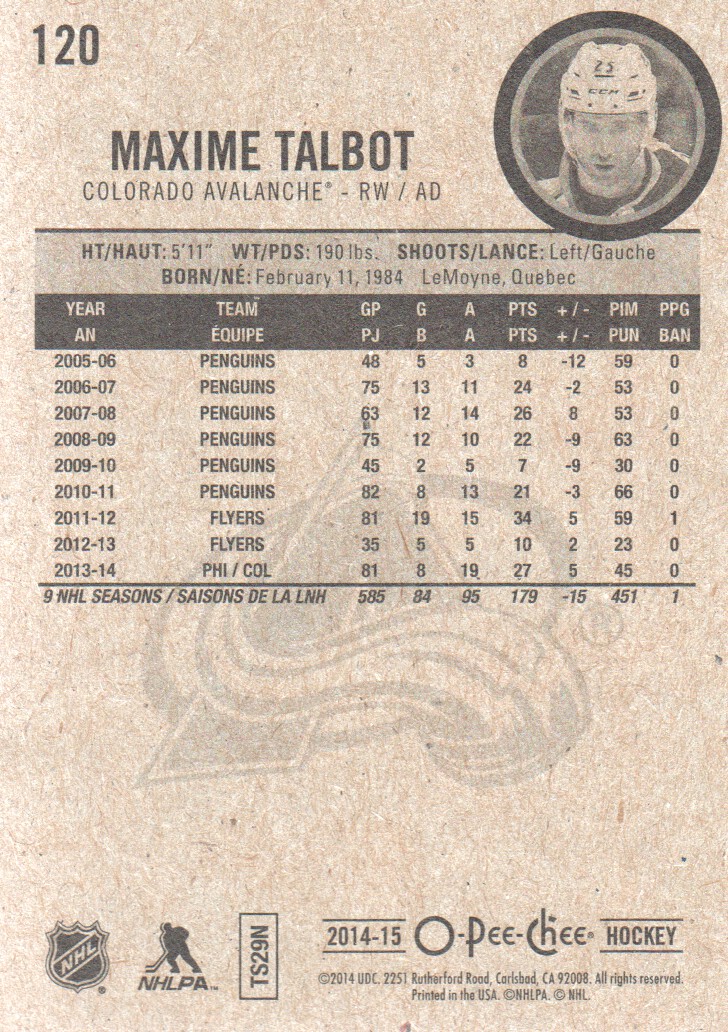 120
25
CCM
MAXIME TALBOT
COLORADO AVALANCHE® - RW / AD
HT/HAUT: 5'11" WT/PDS: 190 lbs. SHOOTS/LANCE: Left/Gauche
BORN/NÉ: February 11, 1984 LeMoyne, Quebec
YEAR TEAM GP G A PTS + / - PIM PPG
AN ÉQUIPE PJ B A PTS + / - PUN BAN
2005-06 PENGUINS 48 5 3 8 -12 59 0
2006-07 PENGUINS 75 13 11 24 -2 53 0
2007-08 PENGUINS 63 12 14 26 8 53 0
2008-09 PENGUINS 75 12 10 22 -9 63 0
2009-10 PENGUINS 45 2 5 7 -9 30 0
2010-11 PENGUINS 82 8 13 21 -3 66 0
2011-12 FLYERS 81 19 15 34 5 59 1
2012-13 FLYERS 35 5 5 10 2 23 0
2013-14 PHI / COL 81 8 19 27 5 45 0
9 NHL SEASONS / SAISONS DE LA LNH 585 84 95 179 -15 451 1
®
NHL ®
NHLPA™
TS29N
2014-15 O-Pee-Chee® HOCKEY
©2014 UDC. 2251 Rutherford Road, Carlsbad, CA 92008. All rights reserved.
Printed in the USA. ©NHLPA. © NHL.